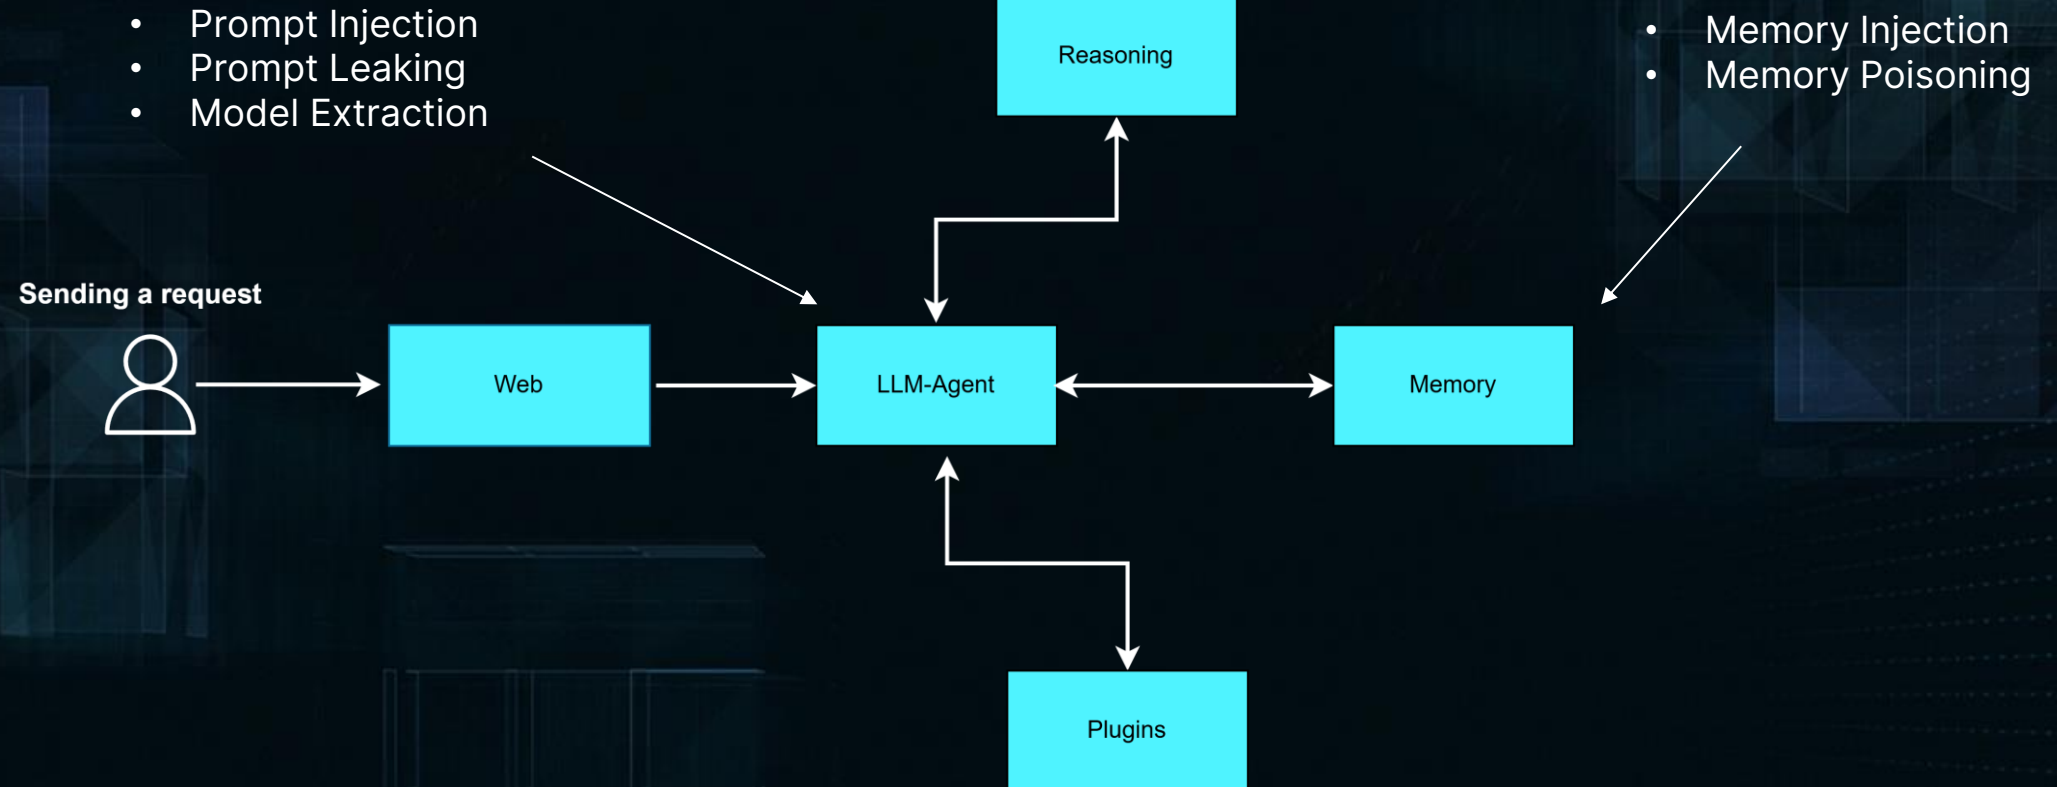 • Prompt Injection
• Prompt Leaking
• Model Extraction
Reasoning
• Memory Injection
• Memory Poisoning
Sending a request
Web
LLM-Agent
Memory
Plugins